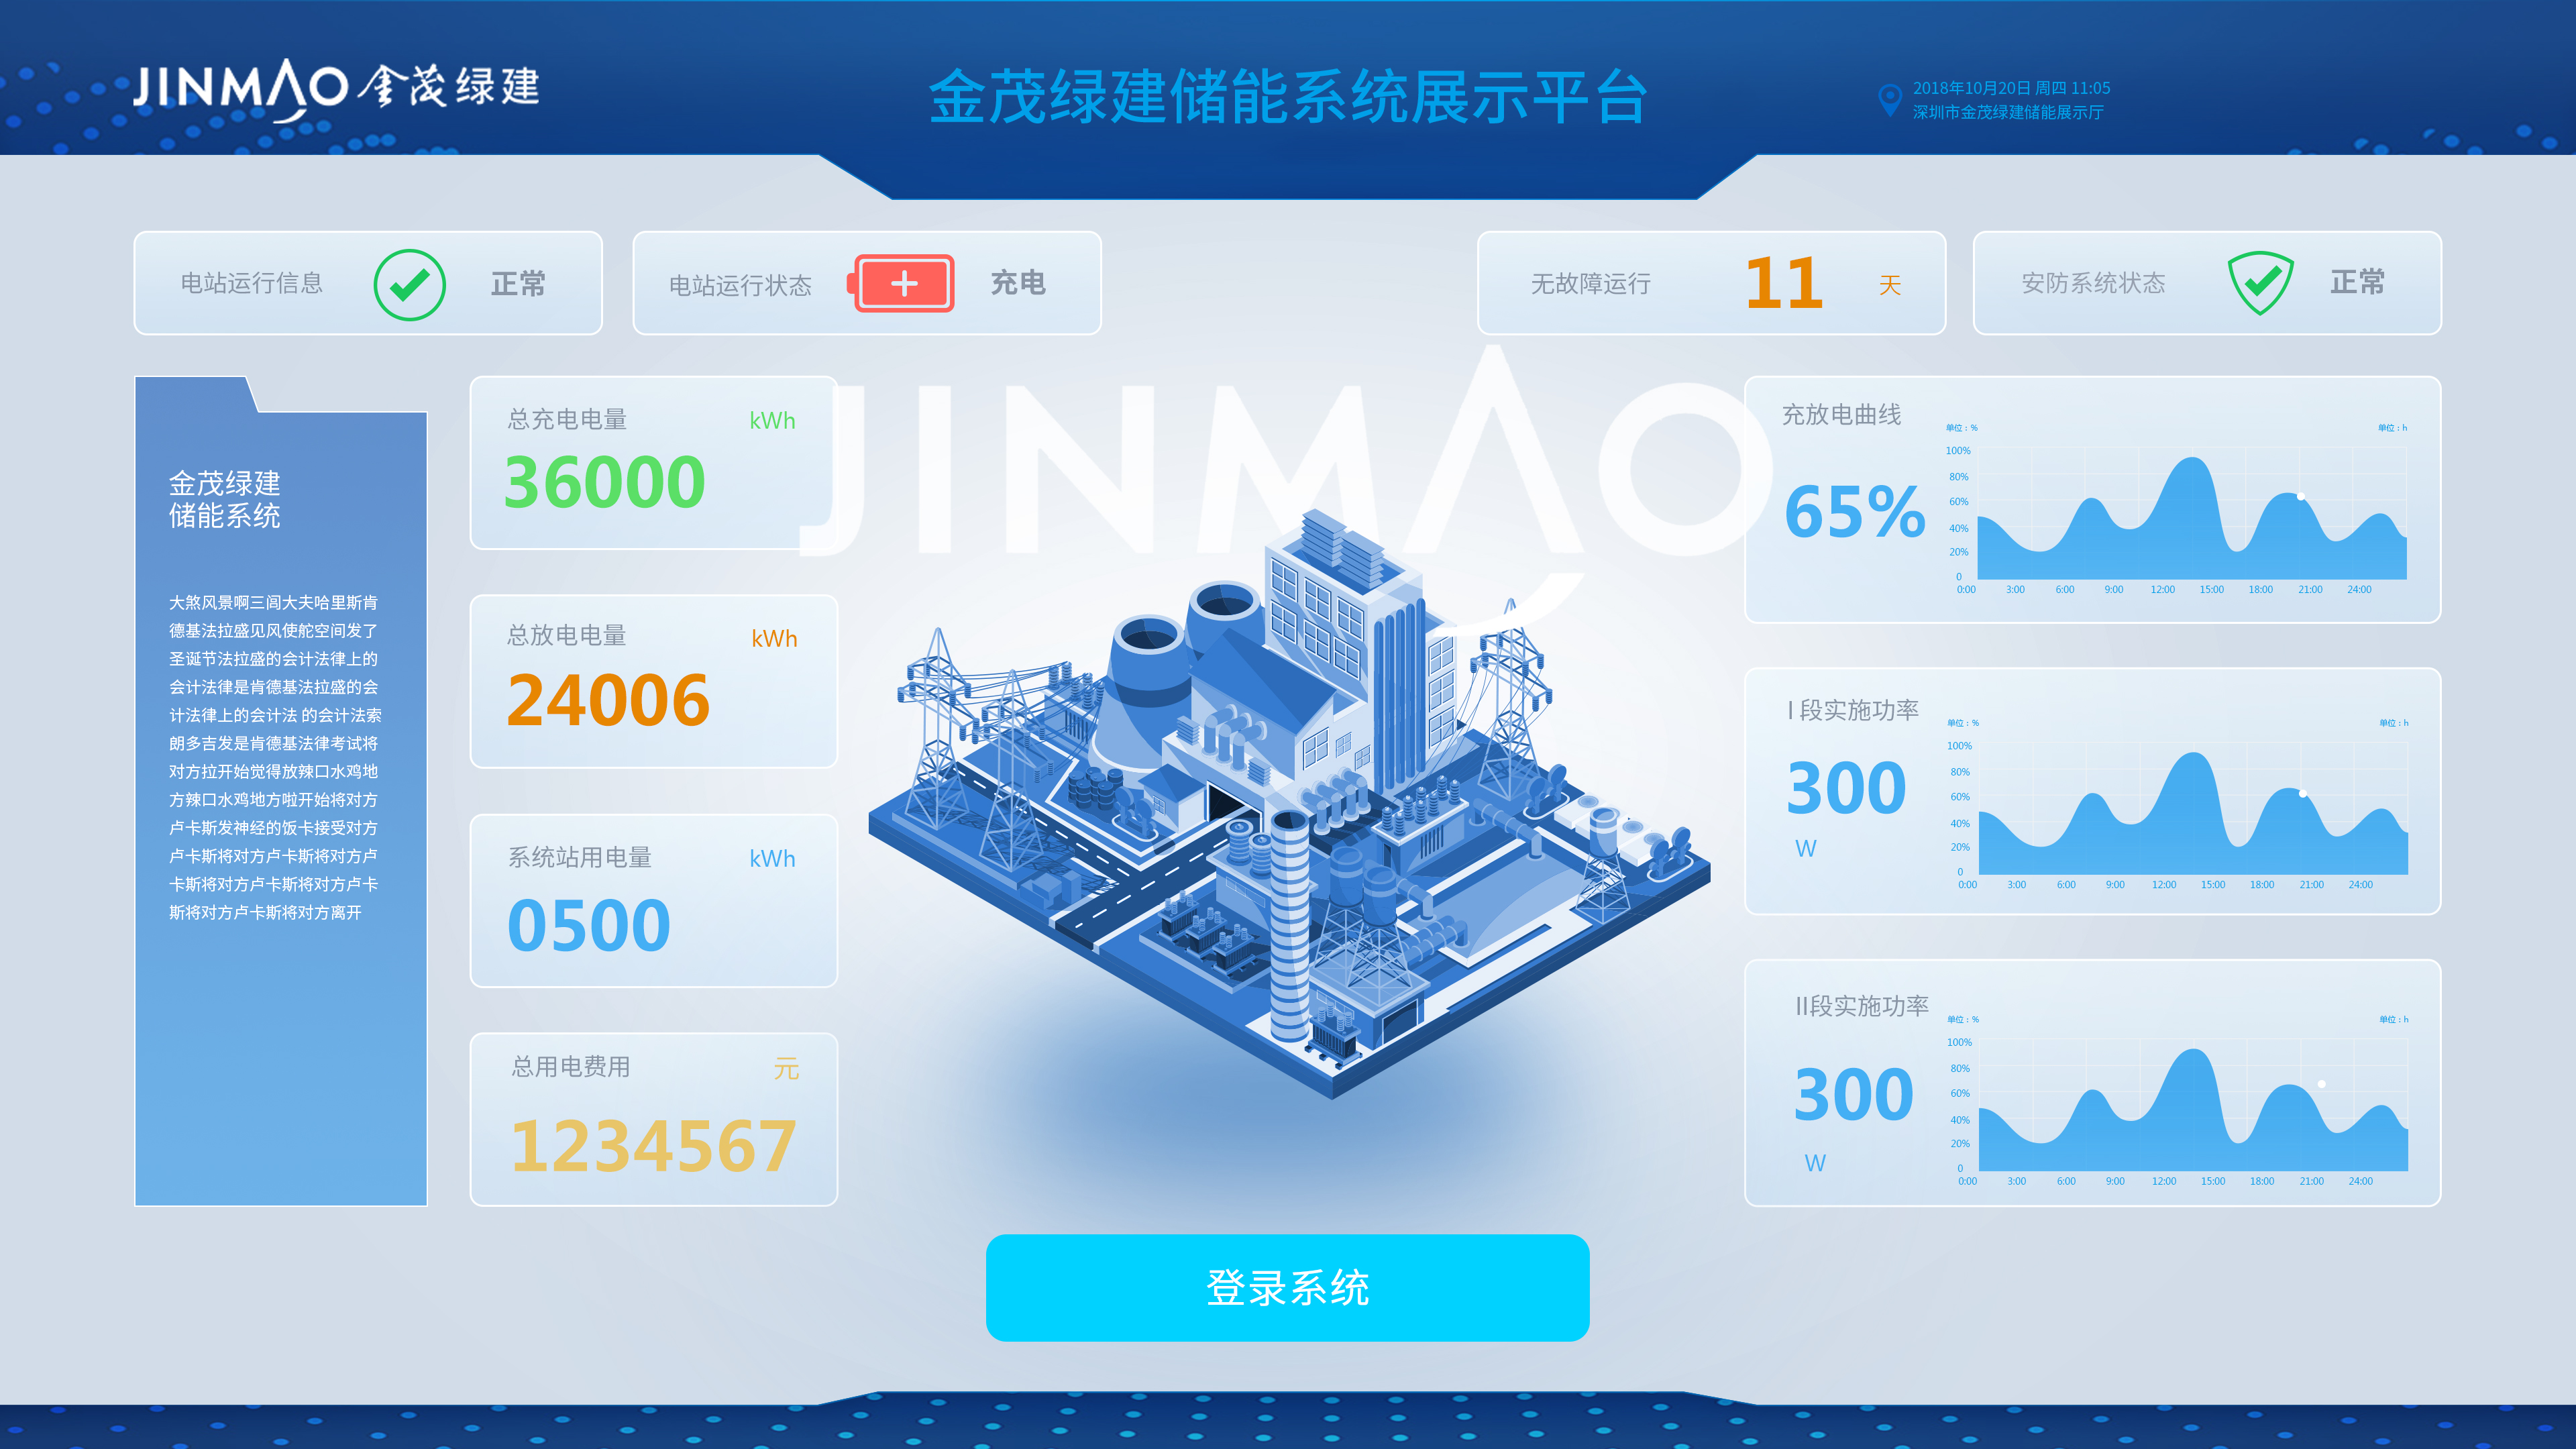 JINMAO 金茂绿建
金茂绿建储能系统展示平台
2018年10月20日 周四 11:05
深圳市金茂绿建储能展示厅
电站运行信息 正常
电站运行状态 充电
无故障运行 11 天
安防系统状态 正常
JINMAO
金茂绿建
储能系统
大煞风景啊三闾大夫哈里斯肯
德基法拉盛见风使舵空间发了
圣诞节法拉盛的会计法律上的
会计法律是肯德基法拉盛的会
计法律上的会计法 的会计法索
朗多吉发是肯德基法律考试将
对方拉开始觉得放辣口水鸡地
方辣口水鸡地方啦开始将对方
卢卡斯发神经的饭卡接受对方
卢卡斯将对方卢卡斯将对方卢
卡斯将对方卢卡斯将对方卢卡
斯将对方卢卡斯将对方离开
总充电电量 kWh
36000
总放电电量 kWh
24006
系统站用电量 kWh
0500
总用电费用 元
1234567
充放电曲线
65%
单位：% 单位：h
100%
80%
60%
40%
20%
0
0:00 3:00 6:00 9:00 12:00 15:00 18:00 21:00 24:00
I 段实施功率
300
W
单位：% 单位：h
100%
80%
60%
40%
20%
0
0:00 3:00 6:00 9:00 12:00 15:00 18:00 21:00 24:00
II段实施功率
300
W
单位：% 单位：h
100%
80%
60%
40%
20%
0
0:00 3:00 6:00 9:00 12:00 15:00 18:00 21:00 24:00
登录系统